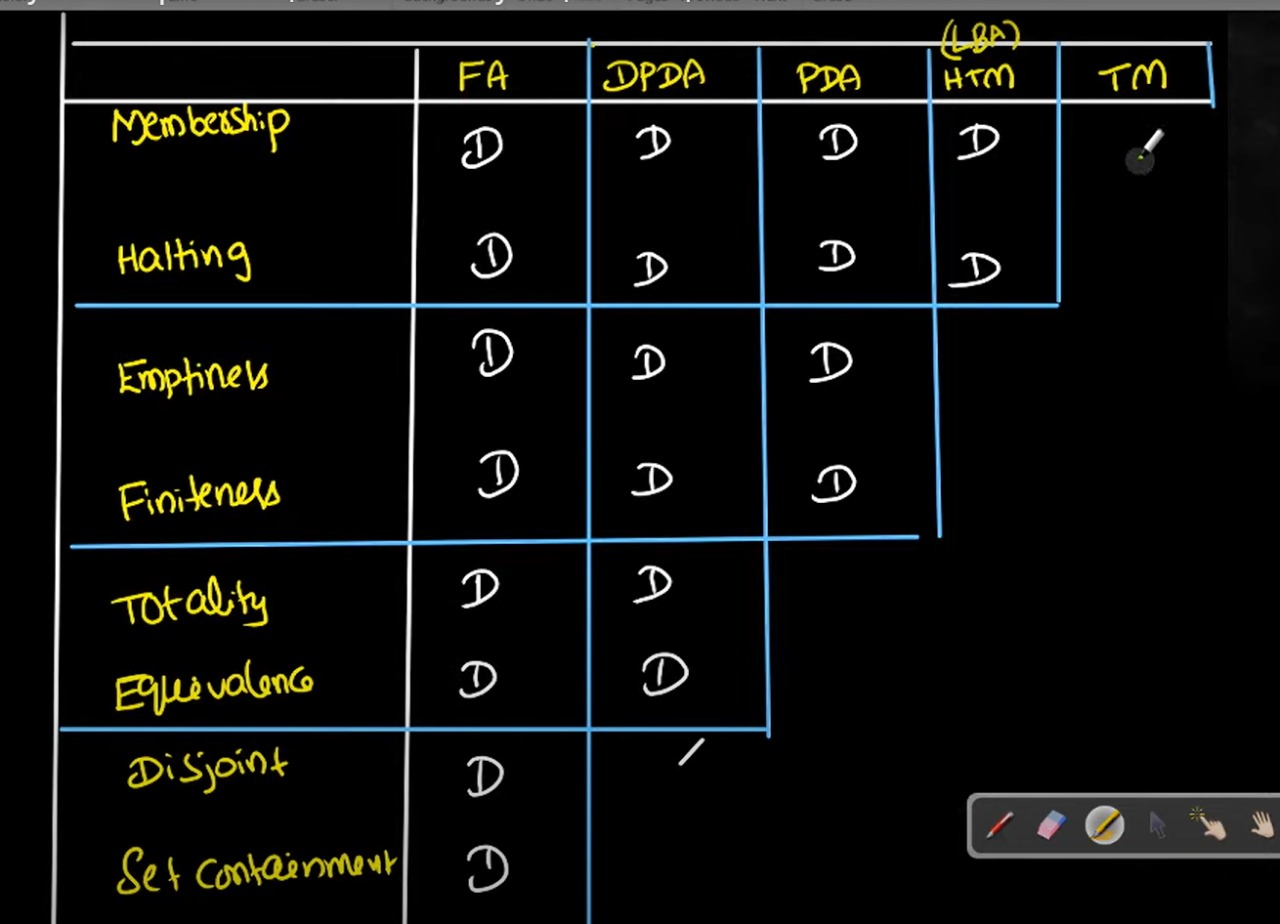 (LBA)
FA DPDA PDA HTM TM
Membership D D D D
Halting D D D D
Emptiness D D D
Finiteness D D D
Totality D D
Equivalence D D
Disjoint D
Set Containment D